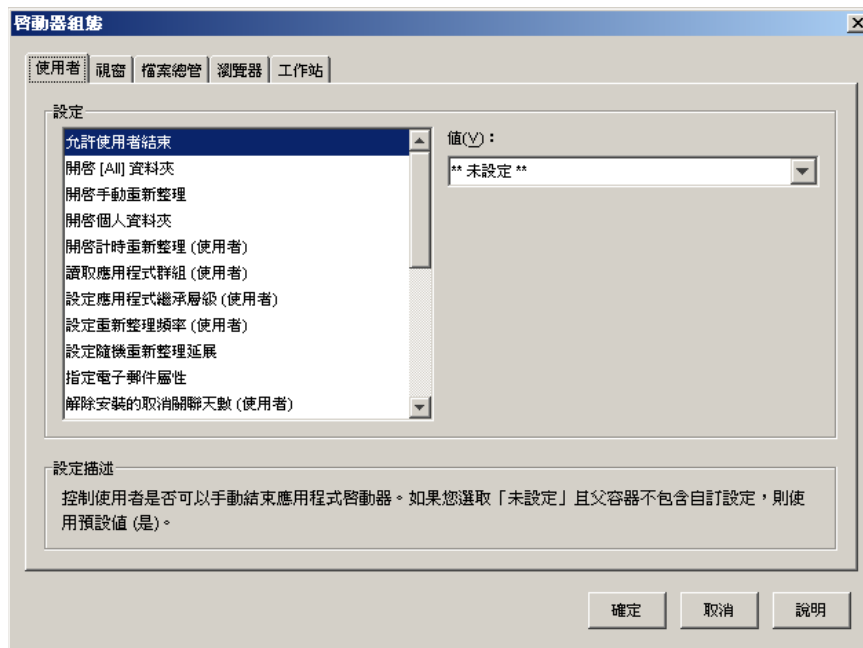 啓動器組態
使用者 視窗 檔案總管 瀏覽器 工作站
設定
允許使用者結束
開啓 [All] 資料夾
開啓手動重新整理
開啓個人資料夾
開啓計時重新整理 (使用者)
讀取應用程式群組 (使用者)
設定應用程式繼承層級 (使用者)
設定重新整理頻率 (使用者)
設定隨機重新整理延展
指定電子郵件屬性
解除安裝的取消關聯天數 (使用者)
值(V)：
** 未設定 **
設定描述
控制使用者是否可以手動結束應用程式啓動器。如果您選取「未設定」且父容器不包含自訂設定，則使
用預設值 (是)。
確定 取消 說明